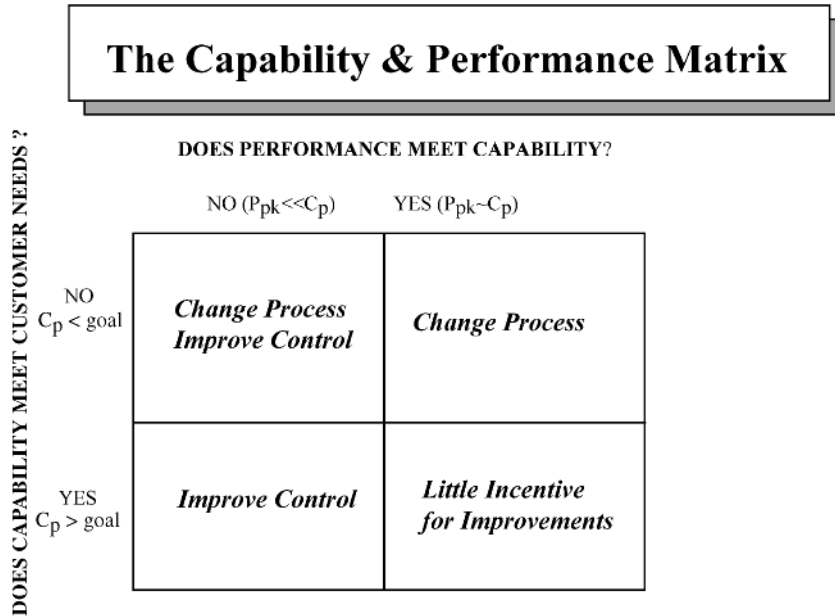 The Capability & Performance Matrix
DOES PERFORMANCE MEET CAPABILITY?
NO (Ppk<<Cp) YES (Ppk~Cp)
DOES CAPABILITY MEET CUSTOMER NEEDS ?
NO
Cp < goal
Change Process
Improve Control
Change Process
YES
Cp > goal
Improve Control
Little Incentive
for Improvements